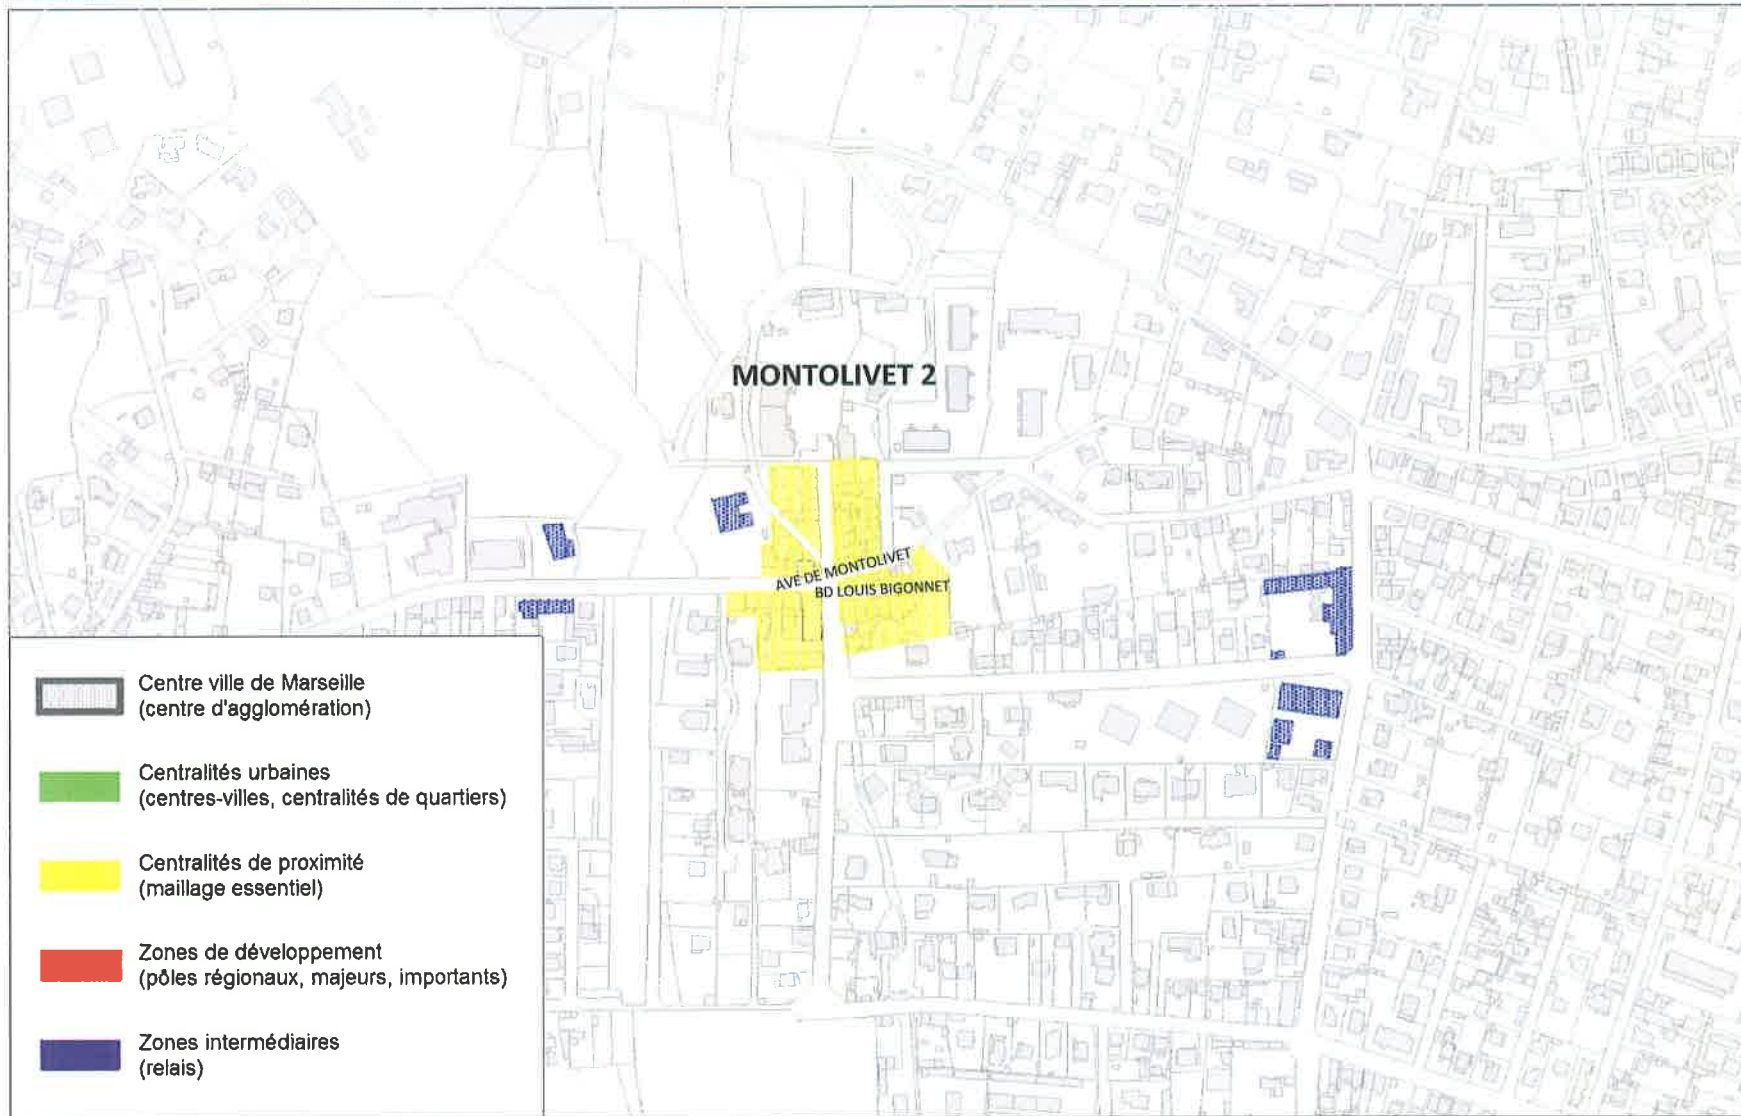 MONTOLIVET 2
AVE DE MONTOLIVET
BD LOUIS BIGONNET
Centre ville de Marseille
(centre d'agglomération)
Centralités urbaines
(centres-villes, centralités de quartiers)
Centralités de proximité
(maillage essentiel)
Zones de développement
(pôles régionaux, majeurs, importants)
Zones intermédiaires
(relais)